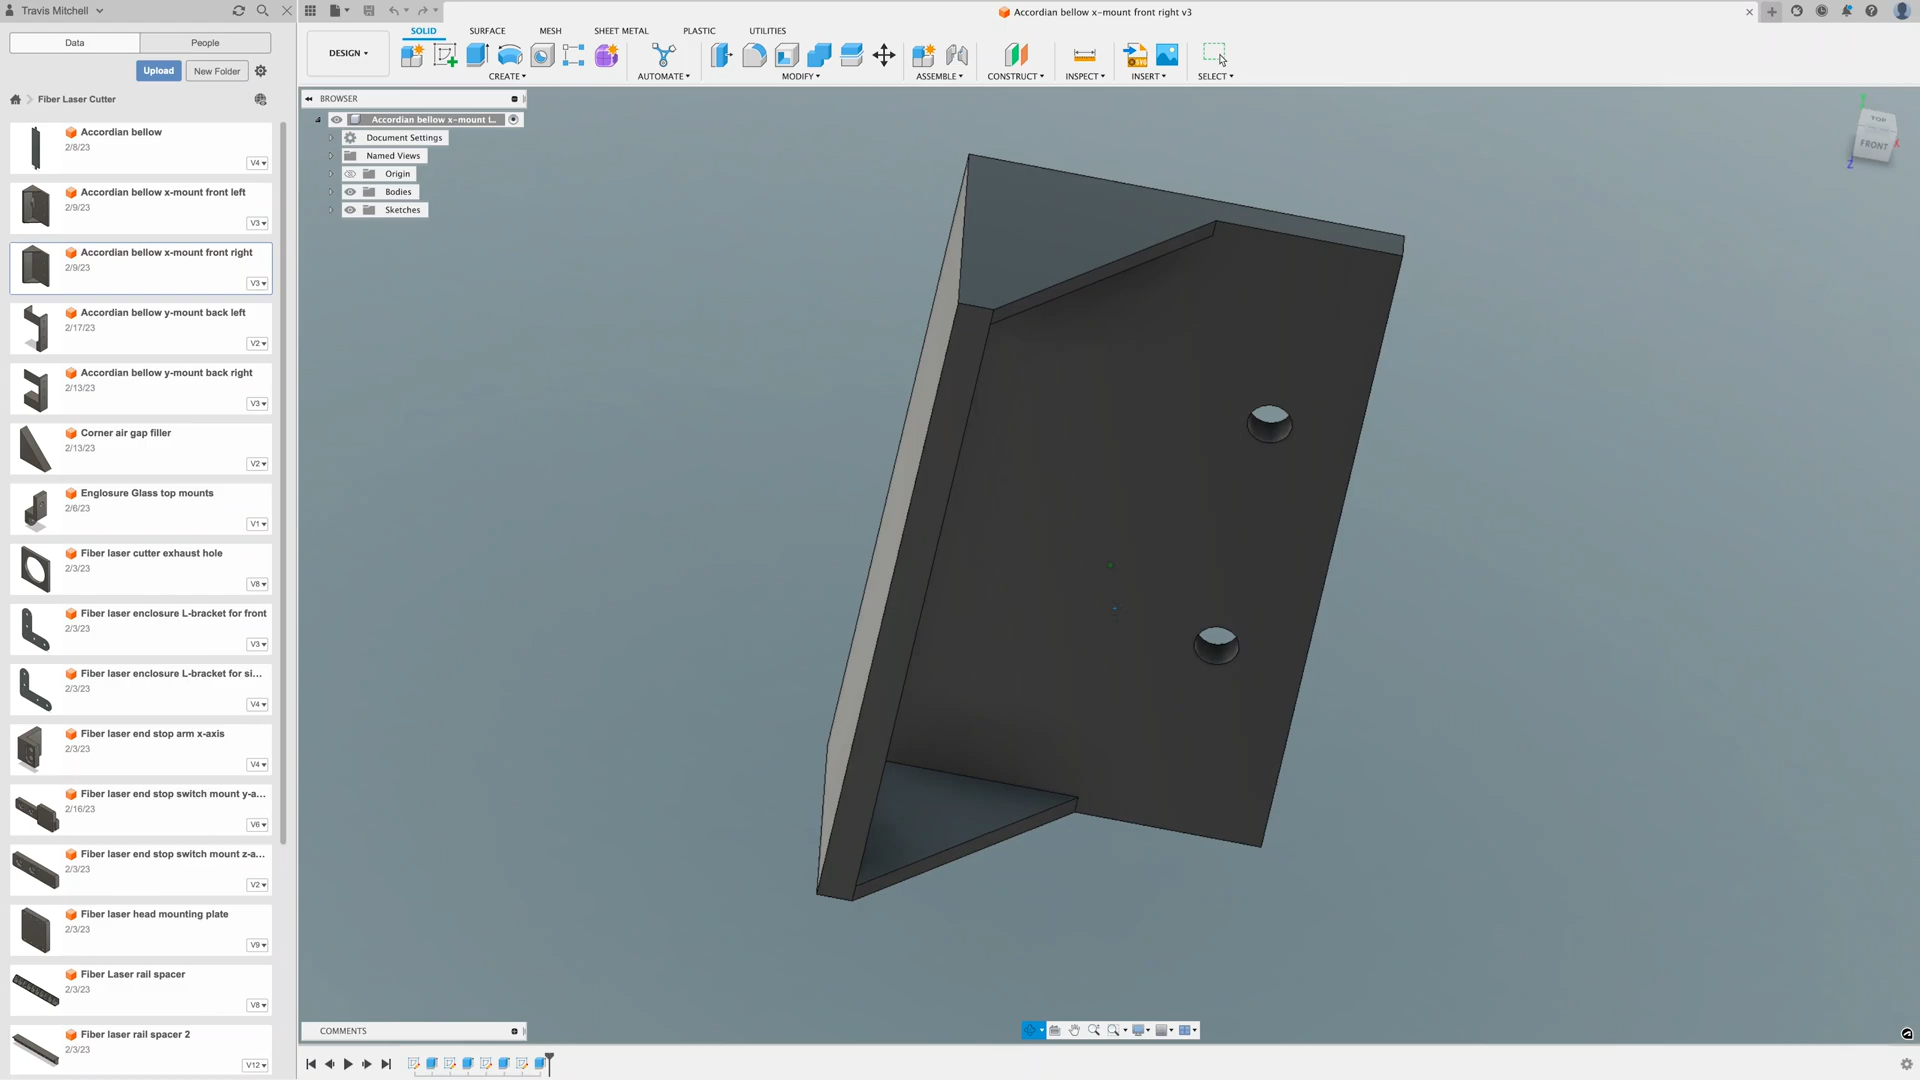 Travis Mitchell
Data
People
Upload
New Folder
Fiber Laser Cutter
Accordian bellow
2/8/23
V4
Accordian bellow x-mount front left
2/9/23
V3
Accordian bellow x-mount front right
2/9/23
V3
Accordian bellow y-mount back left
2/17/23
V2
Accordian bellow y-mount back right
2/13/23
V3
Corner air gap filler
2/13/23
V2
Englosure Glass top mounts
2/6/23
V1
Fiber laser cutter exhaust hole
2/3/23
V8
Fiber laser enclosure L-bracket for front
2/3/23
V3
Fiber laser enclosure L-bracket for si...
2/3/23
V4
Fiber laser end stop arm x-axis
2/3/23
V4
Fiber laser end stop switch mount y-a...
2/16/23
V6
Fiber laser end stop switch mount z-a...
2/3/23
V2
Fiber laser head mounting plate
2/3/23
V9
Fiber Laser rail spacer
2/3/23
V8
Fiber laser rail spacer 2
2/3/23
V12
Accordian bellow x-mount front right v3
SOLID
SURFACE
MESH
SHEET METAL
PLASTIC
UTILITIES
DESIGN
CREATE
AUTOMATE
MODIFY
ASSEMBLE
CONSTRUCT
INSPECT
INSERT
SELECT
BROWSER
Accordian bellow x-mount l...
Document Settings
Named Views
Origin
Bodies
Sketches
TOP
FRONT
X
Z
COMMENTS